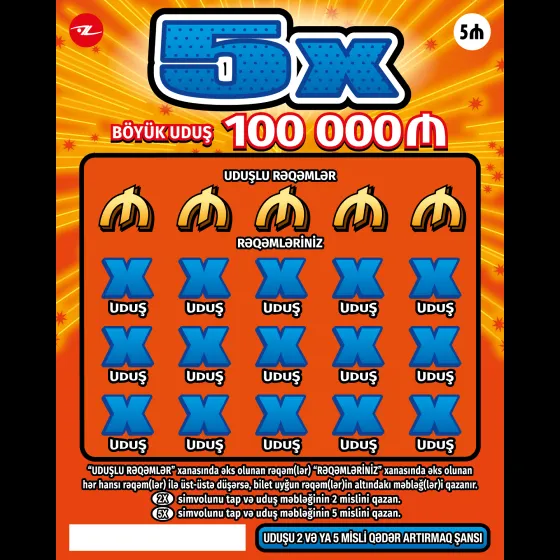 5X
1
5₼
BÖYÜK UDUŞ 100 000₼
UDUŞLU RƏQƏMLƏR
₼ ₼ ₼ ₼ ₼
RƏQƏMLƏRİNİZ
X X X X X
UDUŞ UDUŞ UDUŞ UDUŞ UDUŞ
X X X X X
UDUŞ UDUŞ UDUŞ UDUŞ UDUŞ
X X X X X
UDUŞ UDUŞ UDUŞ UDUŞ UDUŞ
"UDUŞLU RƏQƏMLƏR" xanasında əks olunan rəqəm(lər) "RƏQƏMLƏRİNİZ" xanasında əks olunan
hər hansı rəqəm(lər) ilə üst-üstə düşərsə, bilet uyğun rəqəm(lər)in altındakı məbləğ(lər)i qazanır.
2X simvolunu tap və uduş məbləğinin 2 mislini qazan.
5X simvolunu tap və uduş məbləğinin 5 mislini qazan.
UDUŞU 2 VƏ YA 5 MİSLİ QƏDƏR ARTIRMAQ ŞANSI